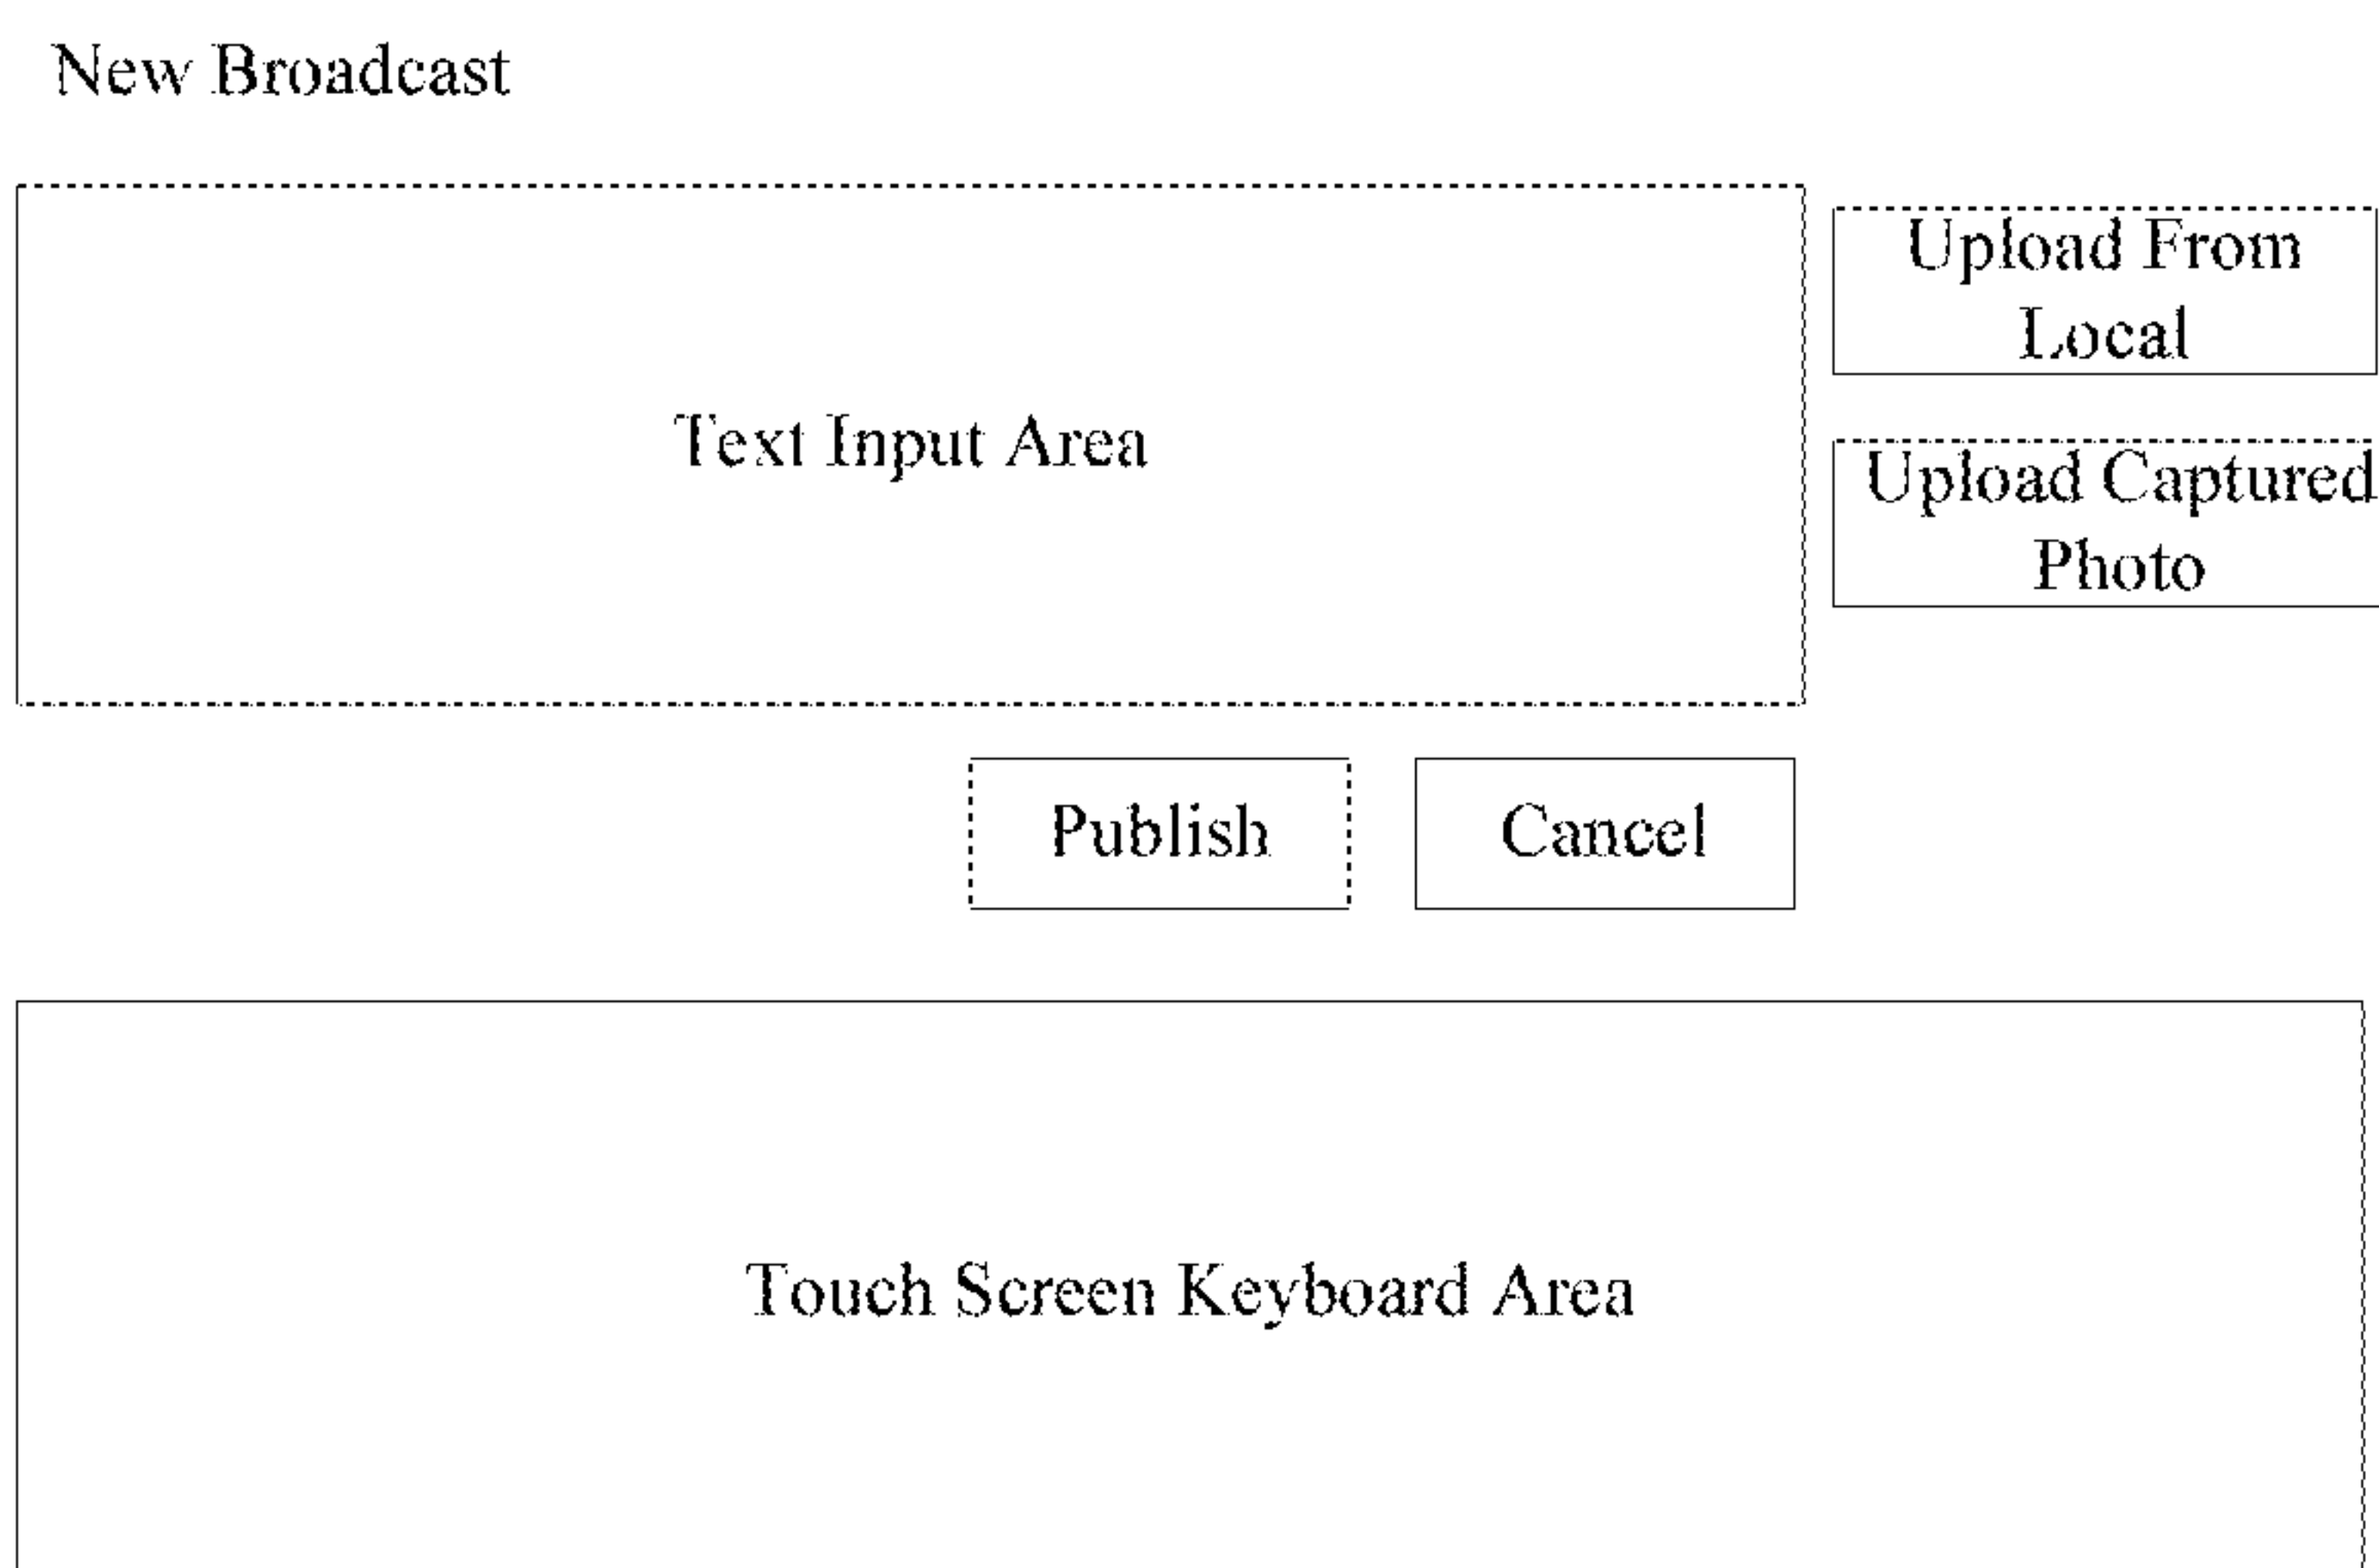 New Broadcast
Upload From
Local
Text Input Area
Upload Captured
Photo
Publish
Cancel
Touch Screen Keyboard Area